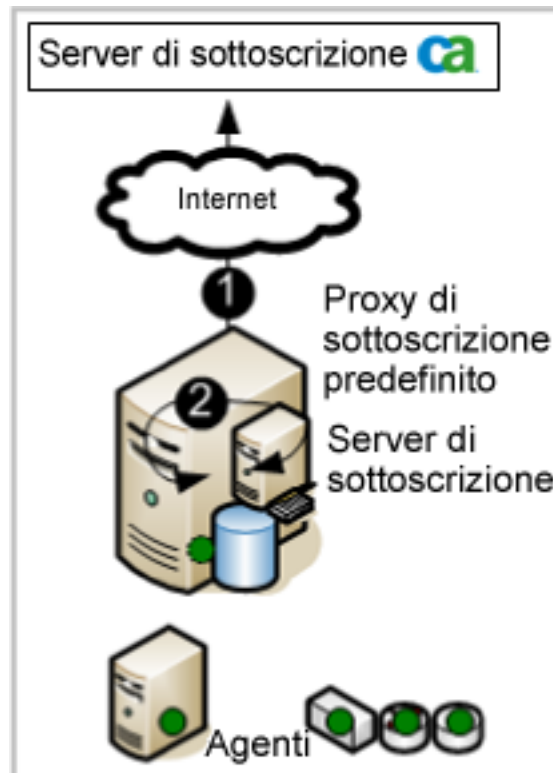 Server di sottoscrizione ca
Internet
1
Proxy di
sottoscrizione
predefinito
2
Server di
sottoscrizione
Agenti